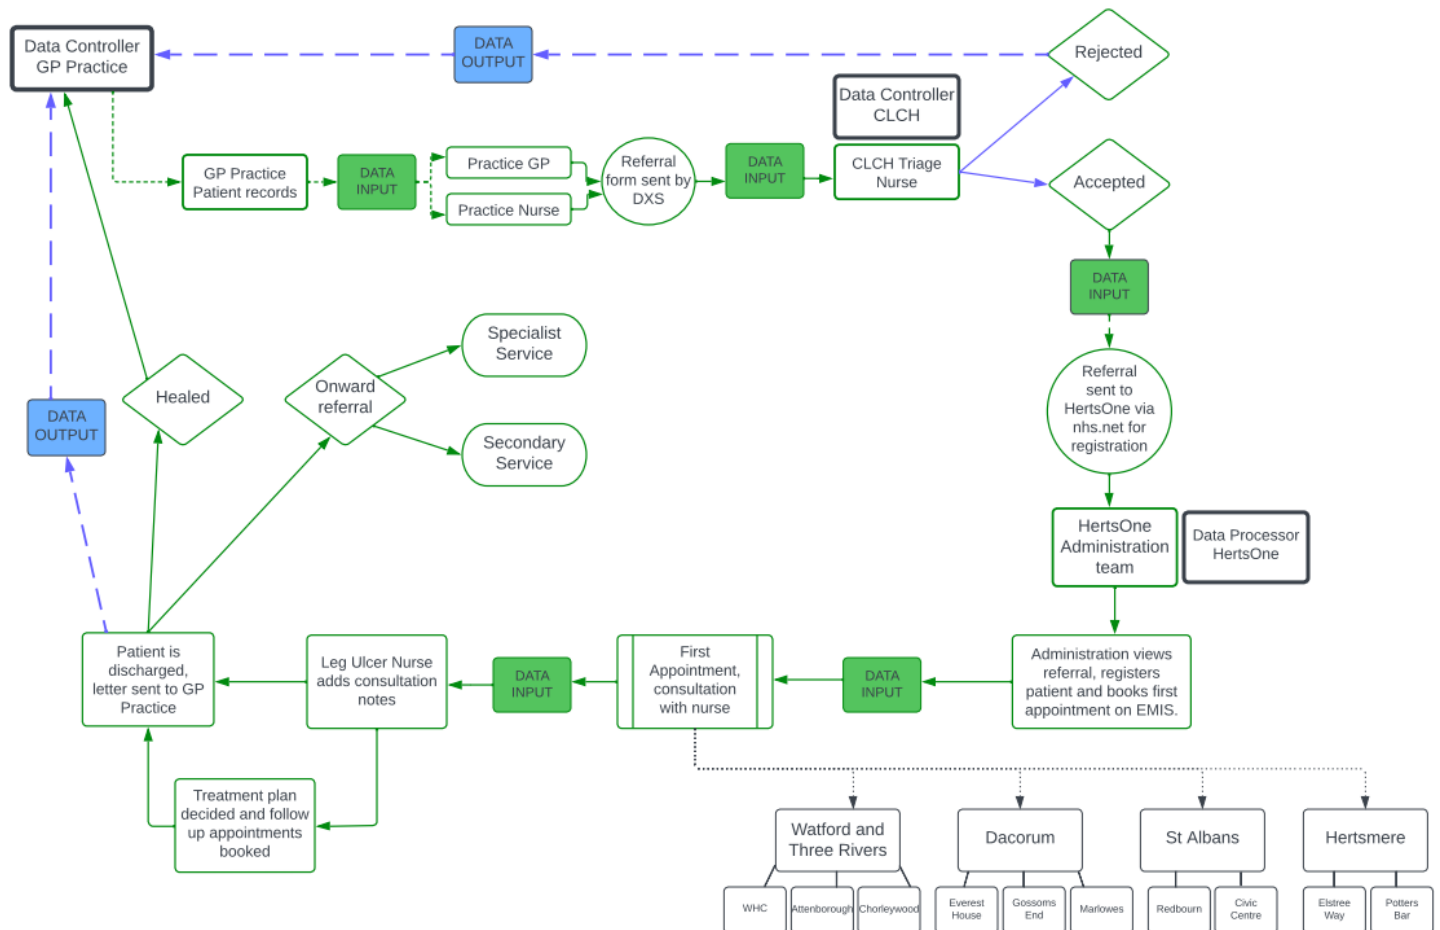 Data Controller
GP Practice
DATA
OUTPUT
Rejected
Data Controller
CLCH
GP Practice
Patient records
DATA
INPUT
Practice GP
Practice Nurse
Referral
form sent by
DXS
DATA
INPUT
CLCH Triage
Nurse
Accepted
DATA
INPUT
Referral
sent to
HertsOne via
nhs.net for
registration
Specialist
Service
Onward
referral
Secondary
Service
Healed
DATA
OUTPUT
HertsOne
Administration
team
Data Processor
HertsOne
Administration views
referral, registers
patient and books first
appointment on EMIS.
DATA
INPUT
First
Appointment,
consultation
with nurse
DATA
INPUT
Leg Ulcer Nurse
adds consultation
notes
Patient is
discharged,
letter sent to GP
Practice
Treatment plan
decided and follow
up appointments
booked
Watford and
Three Rivers
Dacorum
St Albans
Hertsmere
WHC
Attenborough
Chorleywood
Everest
House
Gossoms
End
Marlowes
Redbourn
Civic
Centre
Elstree
Way
Potters
Bar